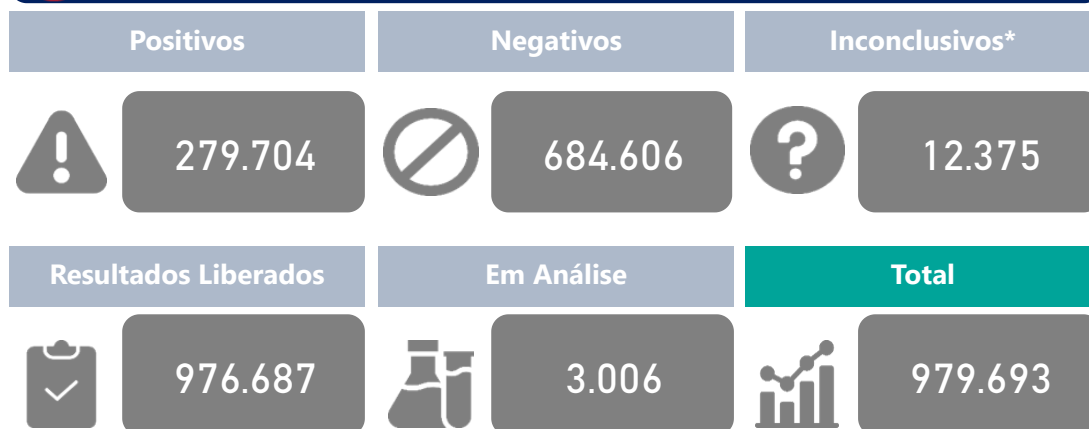 Positivos
Negativos
Inconclusivos*
279.704
684.606
12.375
Resultados Liberados
Em Análise
Total
976.687
3.006
979.693